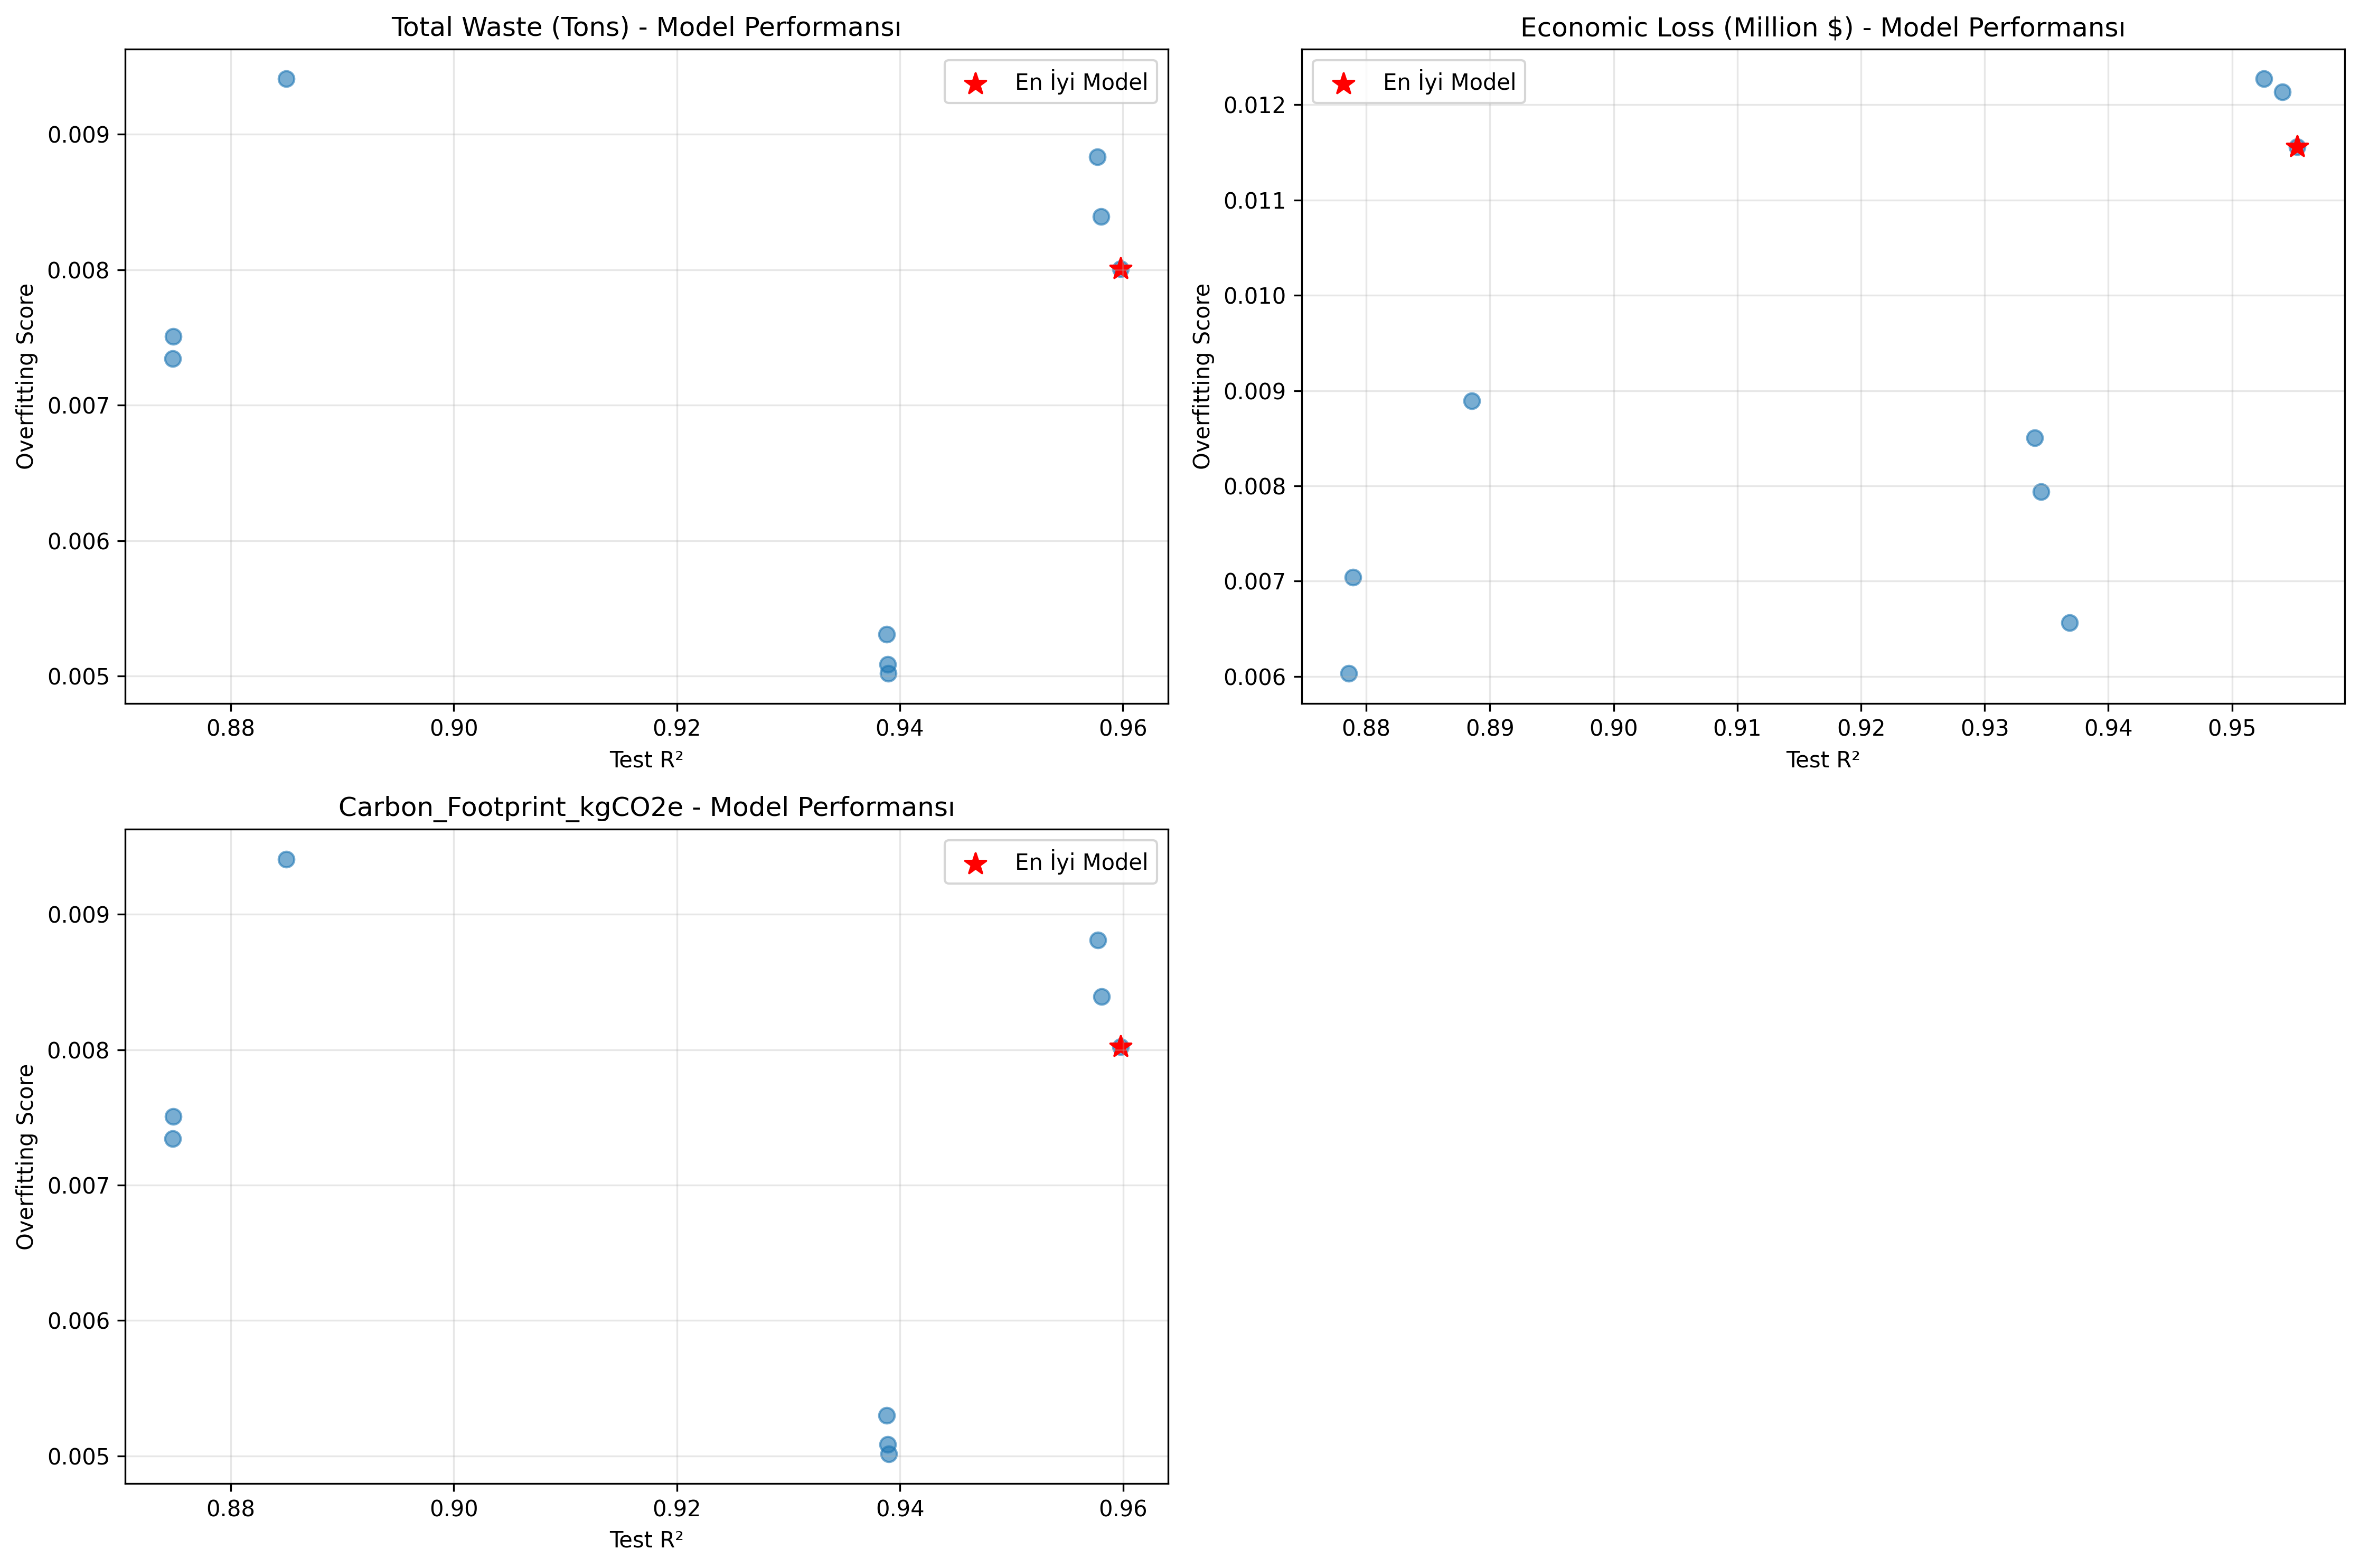 Total Waste (Tons) - Model Performansı
En İyi Model
0.009
0.008
0.007
0.006
0.005
Overfitting Score
0.88 0.90 0.92 0.94 0.96
Test R²
Economic Loss (Million $) - Model Performansı
En İyi Model
0.012
0.011
0.010
0.009
0.008
0.007
0.006
Overfitting Score
0.88 0.89 0.90 0.91 0.92 0.93 0.94 0.95
Test R²
Carbon_Footprint_kgCO2e - Model Performansı
En İyi Model
0.009
0.008
0.007
0.006
0.005
Overfitting Score
0.88 0.90 0.92 0.94 0.96
Test R²